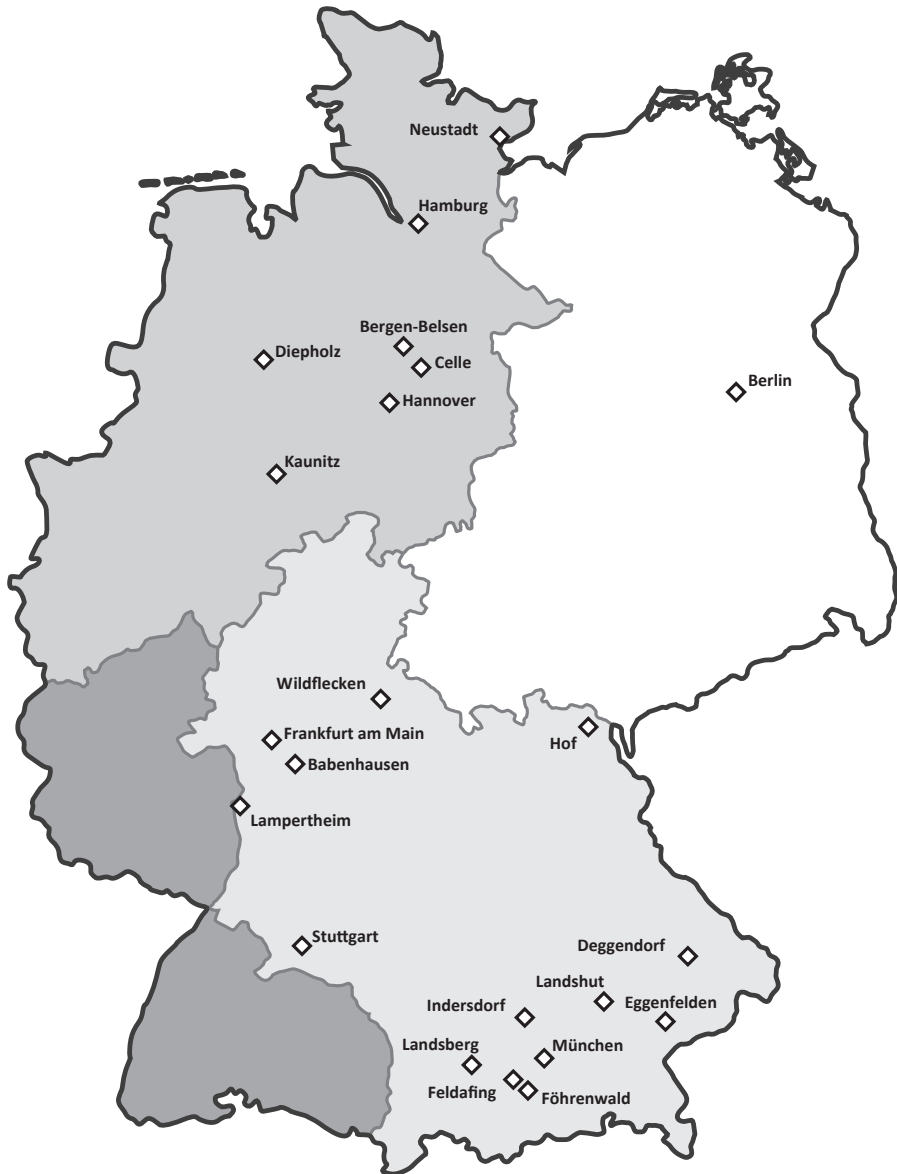 Neustadt
Hamburg
Bergen-Belsen
Diepholz
Celle
Berlin
Hannover
Kaunitz
Wildflecken
Frankfurt am Main
Hof
Babenhausen
Lampertheim
Stuttgart
Deggendorf
Landshut
Indersdorf
Eggenfelden
Landsberg
München
Feldafing
Föhrenwald